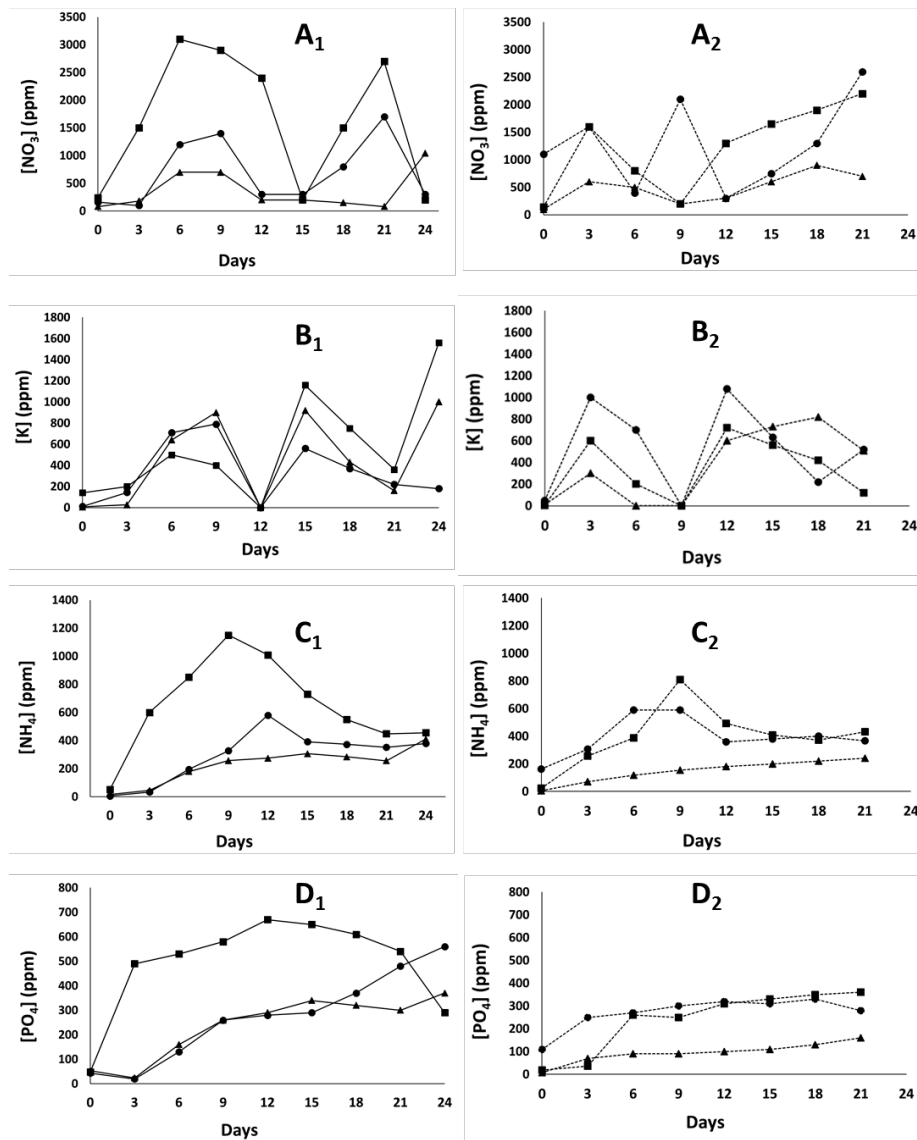 A1
[NO3] (ppm)
3500
3000
2500
2000
1500
1000
500
0
0 3 6 9 12 15 18 21 24
Days
A2
[NO3] (ppm)
3500
3000
2500
2000
1500
1000
500
0
0 3 6 9 12 15 18 21 24
Days
B1
[K] (ppm)
1800
1600
1400
1200
1000
800
600
400
200
0
0 3 6 9 12 15 18 21 24
Days
B2
[K] (ppm)
1800
1600
1400
1200
1000
800
600
400
200
0
0 3 6 9 12 15 18 21 24
Days
C1
[NH4] (ppm]
1400
1200
1000
800
600
400
200
0
0 3 6 9 12 15 18 21 24
Days
C2
[NH4] (ppm)
1400
1200
1000
800
600
400
200
0
0 3 6 9 12 15 18 21 24
Days
D1
[PO4] (ppm)
800
700
600
500
400
300
200
100
0
0 3 6 9 12 15 18 21 24
Days
D2
[PO4] (ppm)
800
700
600
500
400
300
200
100
0
0 3 6 9 12 15 18 21 24
Days